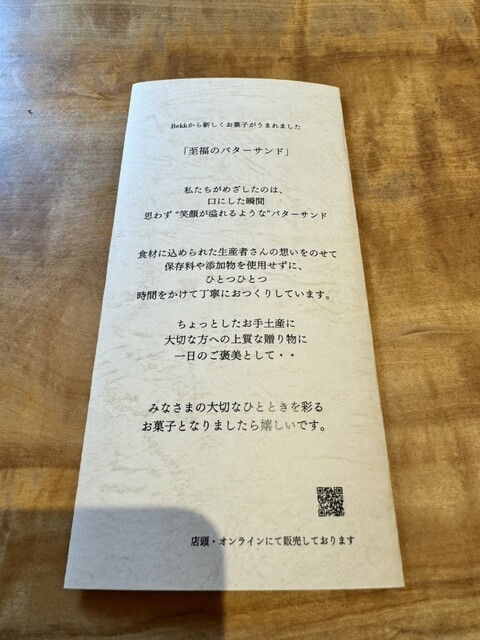 Bekkから新しくお菓子がうまれました
「至福のバターサンド」
私たちがめざしたのは、
口にした瞬間
思わず“笑顔が溢れるような”バターサンド
食材に込められた生産者さんの想いをのせて
保存料や添加物を使用せずに、
ひとつひとつ
時間をかけて丁寧におつくりしています。
ちょっとしたお手土産に
大切な方への上質な贈り物に
一日のご褒美として・・
みなさまの大切なひとときを彩る
お菓子となりましたら嬉しいです。
店頭・オンラインにて販売しております